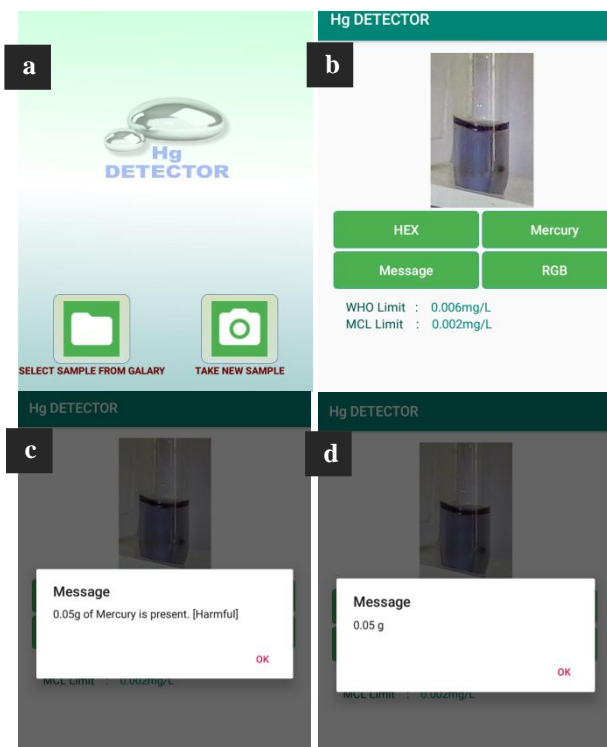 a
Hg
DETECTOR
SELECT SAMPLE FROM GALARY
TAKE NEW SAMPLE
Hg DETECTOR
b
HEX
Mercury
Message
RGB
WHO Limit : 0.006mg/L
MCL Limit : 0.002mg/L
Hg DETECTOR
c
Message
0.05g of Mercury is present. [Harmful]
OK
MCL Limit : 0.002mg/L
Hg DETECTOR
d
Message
0.05 g
OK
MCL Limit : 0.002mg/L